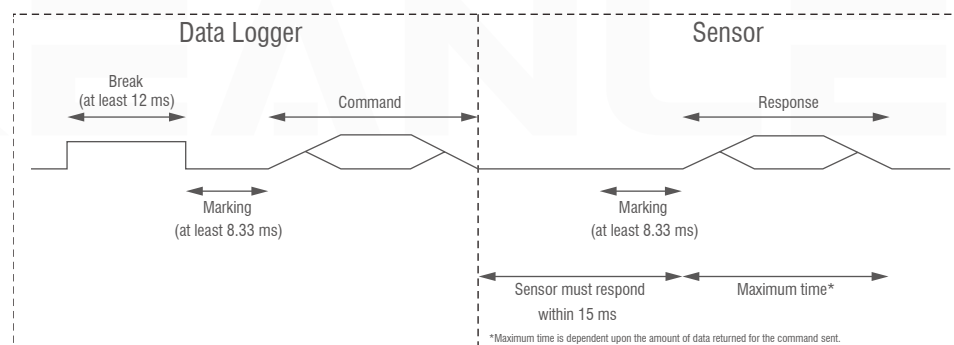 Data Logger
Sensor
Break
(at least 12 ms)
Command
Response
Marking
(at least 8.33 ms)
Marking
(at least 8.33 ms)
Sensor must respond
within 15 ms
Maximum time*
*Maximum time is dependent upon the amount of data returned for the command sent.